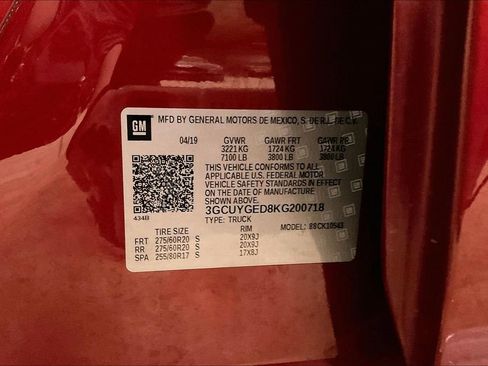 GM
MFD BY GENERAL MOTORS DE MEXICO, S. DE R.L. DE C.V.
04/19 GVWR GAWR FRT GAWR RR
3221 KG 1724 KG 1724 KG
7100 LB 3800 LB 3800 LB
THIS VEHICLE CONFORMS TO ALL
APPLICABLE U.S. FEDERAL MOTOR
VEHICLE SAFETY STANDARDS IN EFFECT
ON THE DATE OF MANUFACTURE
SHOWN ABOVE.
3GCUYGED8KG200718
434B TYPE: TRUCK
MODEL:
TIRE SIZE RIM
FRT 275/60R20 S 20X9J
RR 275/60R20 S 20X9J
SPA 255/80R17 S 17X8J